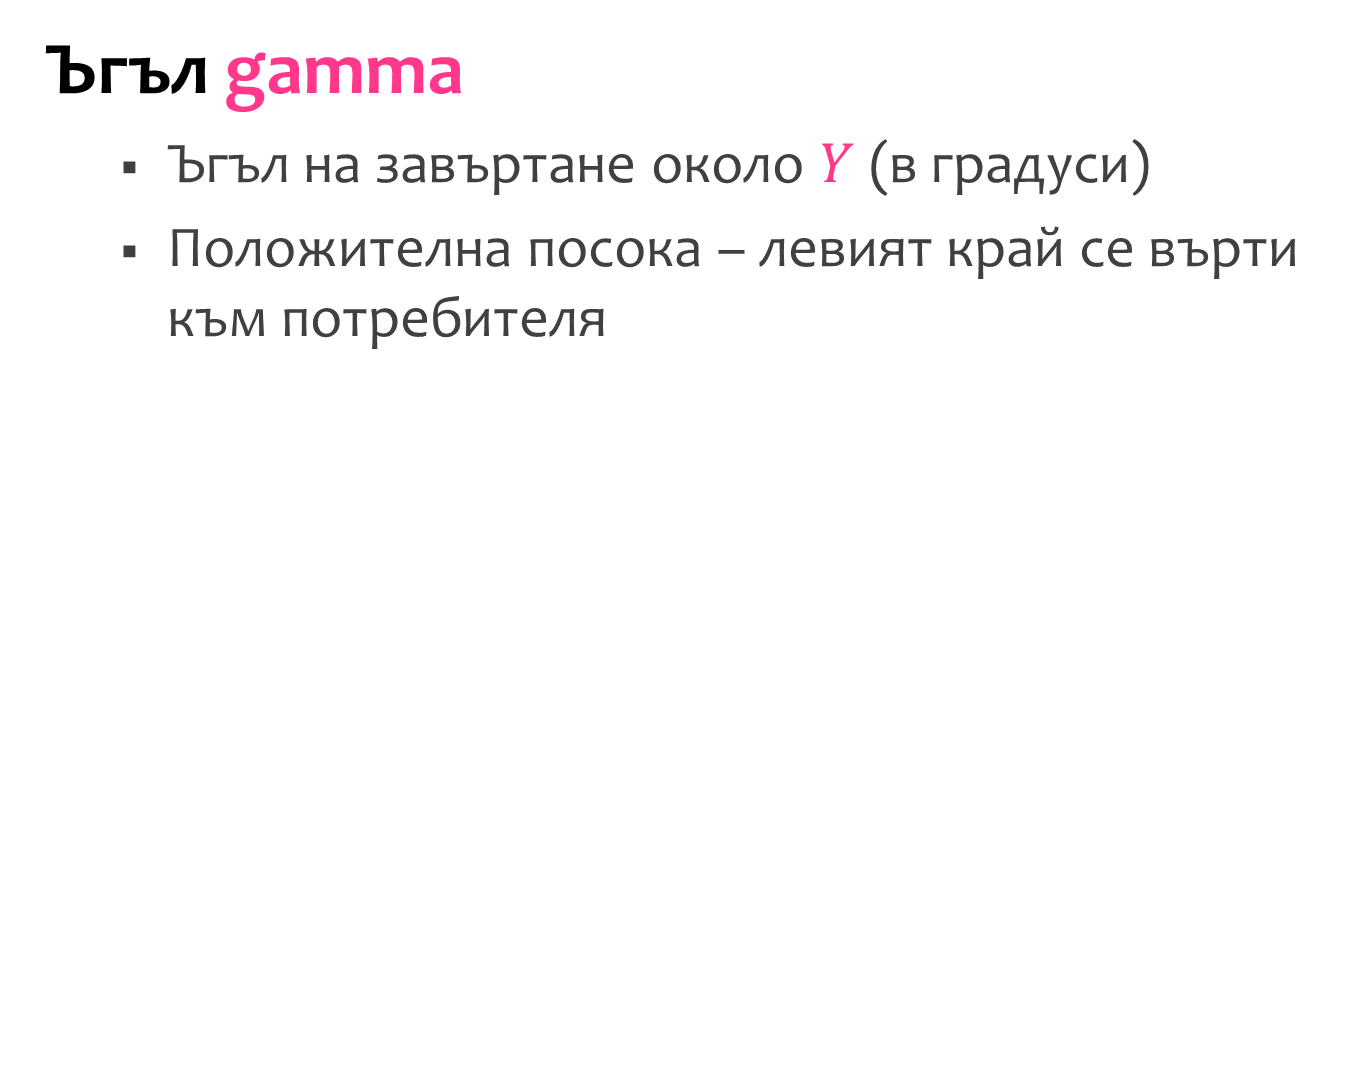 Ъгъл gamma
▪ Ъгъл на завъртане около Y (в градуси)
▪ Положителна посока – левият край се върти
към потребителя